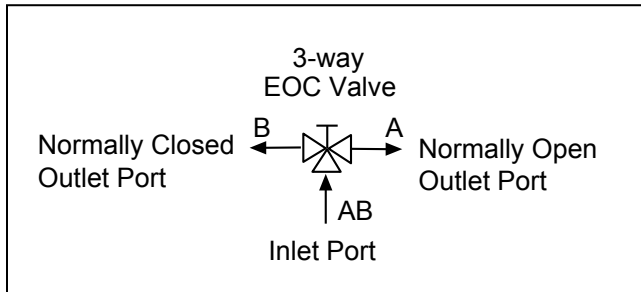 3-way
EOC Valve
B
A
Normally Closed
Outlet Port
Normally Open
Outlet Port
AB
Inlet Port